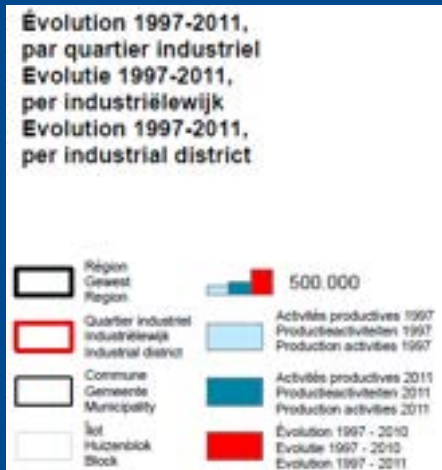 Évolution 1997-2011,
par quartier industriel
Evolutie 1997-2011,
per industriëlewijk
Evolution 1997-2011,
per industrial district
Région
Gewest
Region
500.000
Quartier industriel
Industriëlewijk
Industrial district
Activités productives 1997
Productieactiviteiten 1997
Production activities 1997
Commune
Gemeente
Municipality
Activités productives 2011
Productieactiviteiten 2011
Production activities 2011
Îlot
Huizenblok
Block
Évolution 1997 - 2010
Evolutie 1997 - 2010
Evolution 1997 - 2011